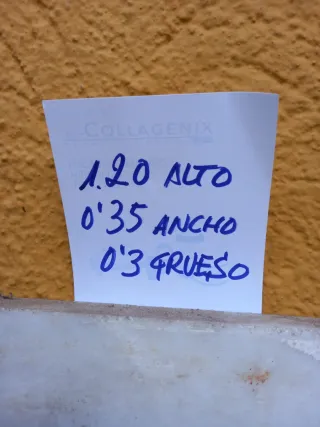 COLLAGENIX
1.20 ALTO
0'35 ANCHO
0'3 GRUESO